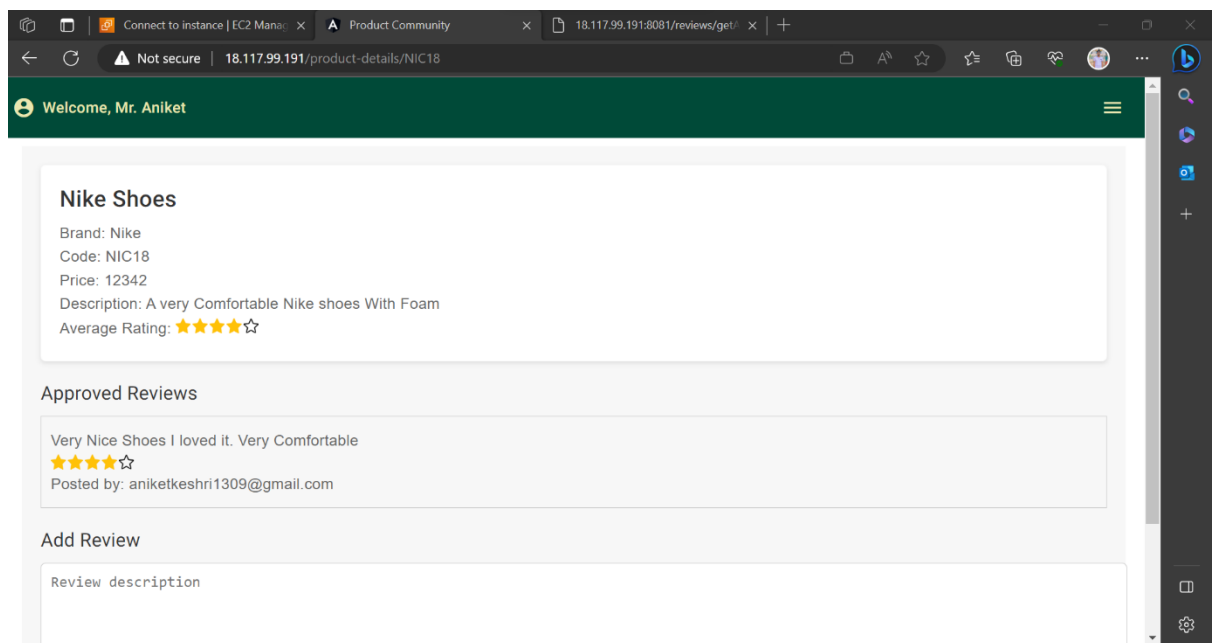 Connect to instance | EC2 Manag
Product Community
18.117.99.191:8081/reviews/getA
Not secure | 18.117.99.191/product-details/NIC18
Welcome, Mr. Aniket
Nike Shoes
Brand: Nike
Code: NIC18
Price: 12342
Description: A very Comfortable Nike shoes With Foam
Average Rating:
Approved Reviews
Very Nice Shoes I loved it. Very Comfortable
Posted by: aniketkeshri1309@gmail.com
Add Review
Review description